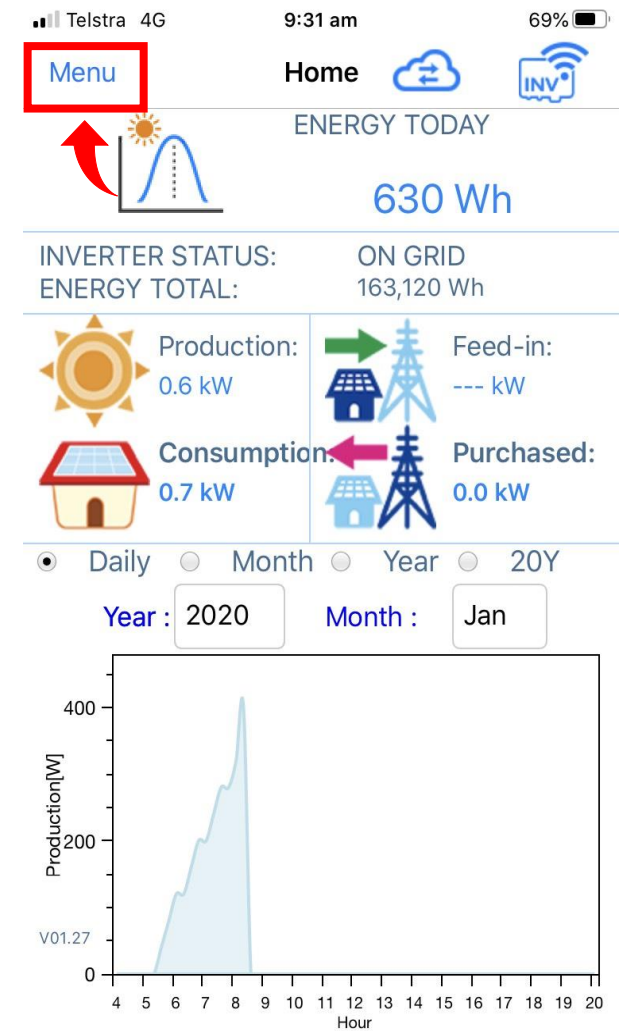 Telstra 4G 9:31 am 69%
Menu Home INV
ENERGY TODAY
630 Wh
INVERTER STATUS: ON GRID
ENERGY TOTAL: 163,120 Wh
Production: Feed-in:
0.6 kW --- kW
Consumption: Purchased:
0.7 kW 0.0 kW
Daily Month Year 20Y
Year : 2020 Month : Jan
400
Production[W]
200
V01.27
0
4 5 6 7 8 9 10 11 12 13 14 15 16 17 18 19 20
Hour